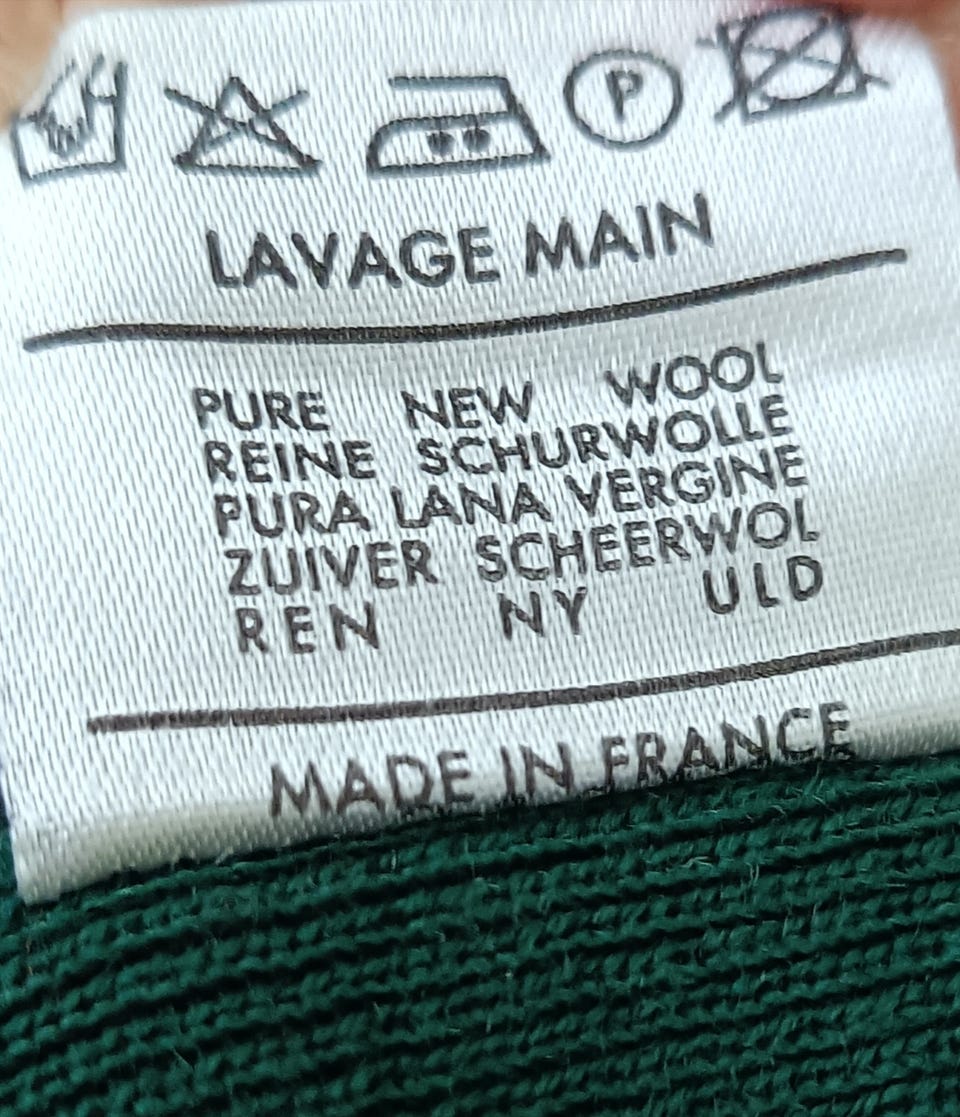 P
LAVAGE MAIN
PURE NEW WOOL
REINE SCHURWOLLE
PURA LANA VERGINE
ZUIVER SCHEERWOL
REN NY ULD
MADE IN FRANCE